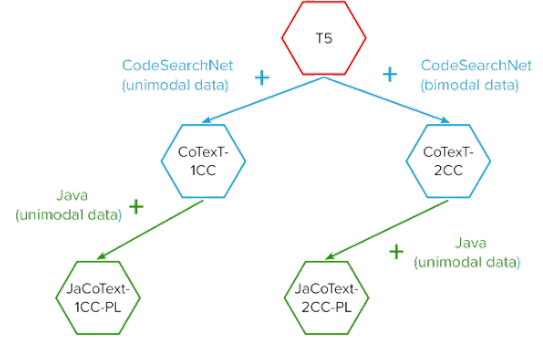 T5
CodeSearchNet
(unimodal data)
+
+
CodeSearchNet
(bimodal data)
CoTexT-
1CC
CoTexT-
2CC
Java
(unimodal data)
+
+
Java
(unimodal data)
JaCoText-
1CC-PL
JaCoText-
2CC-PL